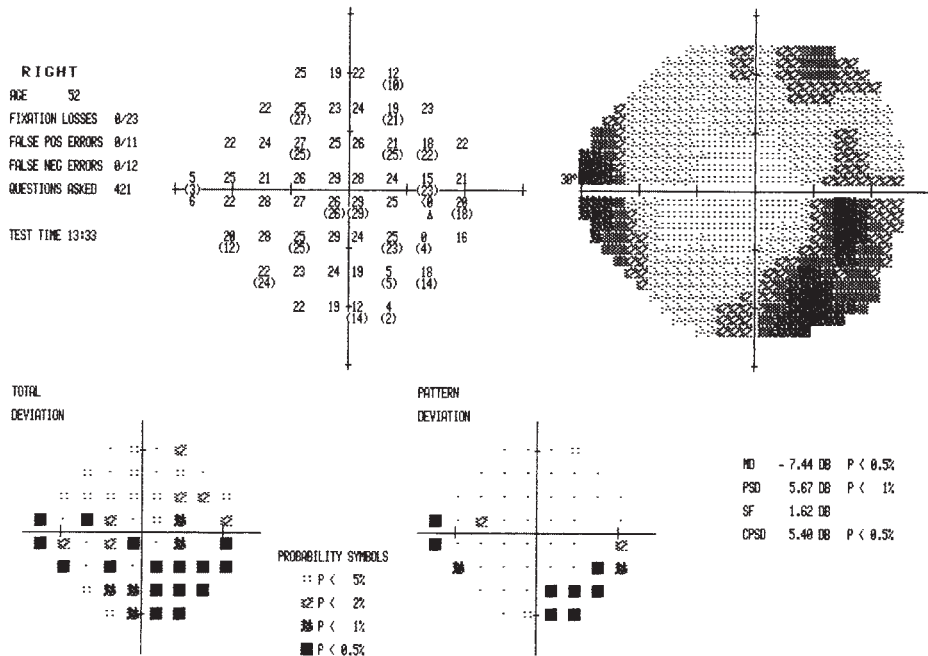 RIGHT
AGE 52
FIXATION LOSSES 0/23
FALSE POS ERRORS 0/11
FALSE NEG ERRORS 0/12
QUESTIONS ASKED 421
TEST TIME 13:33
25 19 22 12
(10)
22 25 23 24 19 23
(27) (21)
22 24 27 25 26 21 18 22
(25) (25) (22)
5 25 21 26 29 28 24 15 21
(3) (23)
6 22 28 27 26 29 25 <0 20
(26) (29) (18)
20 28 25 29 24 25 0 16
(12) (25) (23) (4)
22 23 24 19 5 18
(24) (5) (14)
22 19 12 4
(14) (2)
30°
TOTAL
DEVIATION
PATTERN
DEVIATION
PROBABILITY SYMBOLS
P < 5%
P < 2%
P < 1%
P < 0.5%
MD - 7.44 DB P < 0.5%
PSD 5.67 DB P < 1%
SF 1.62 DB
CPSD 5.40 DB P < 0.5%